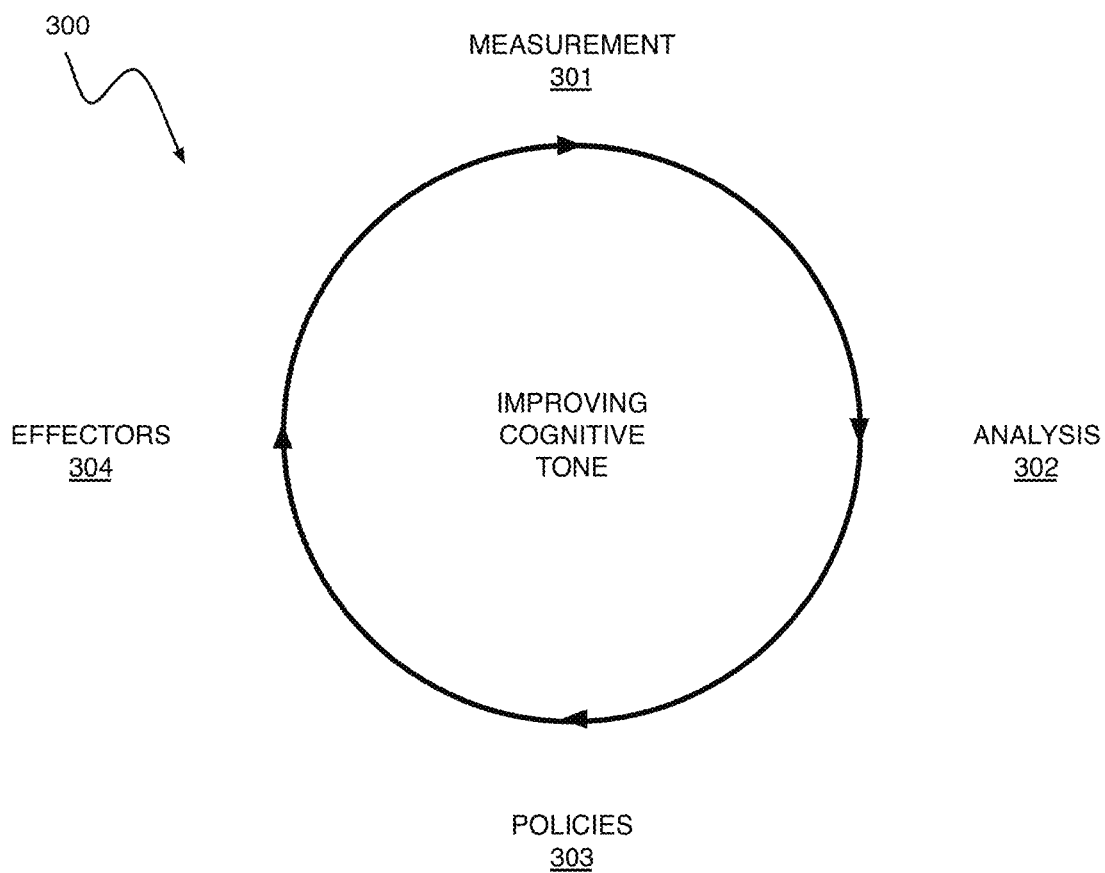 300
MEASUREMENT
301
IMPROVING
COGNITIVE
TONE
EFFECTORS
304
ANALYSIS
302
POLICIES
303